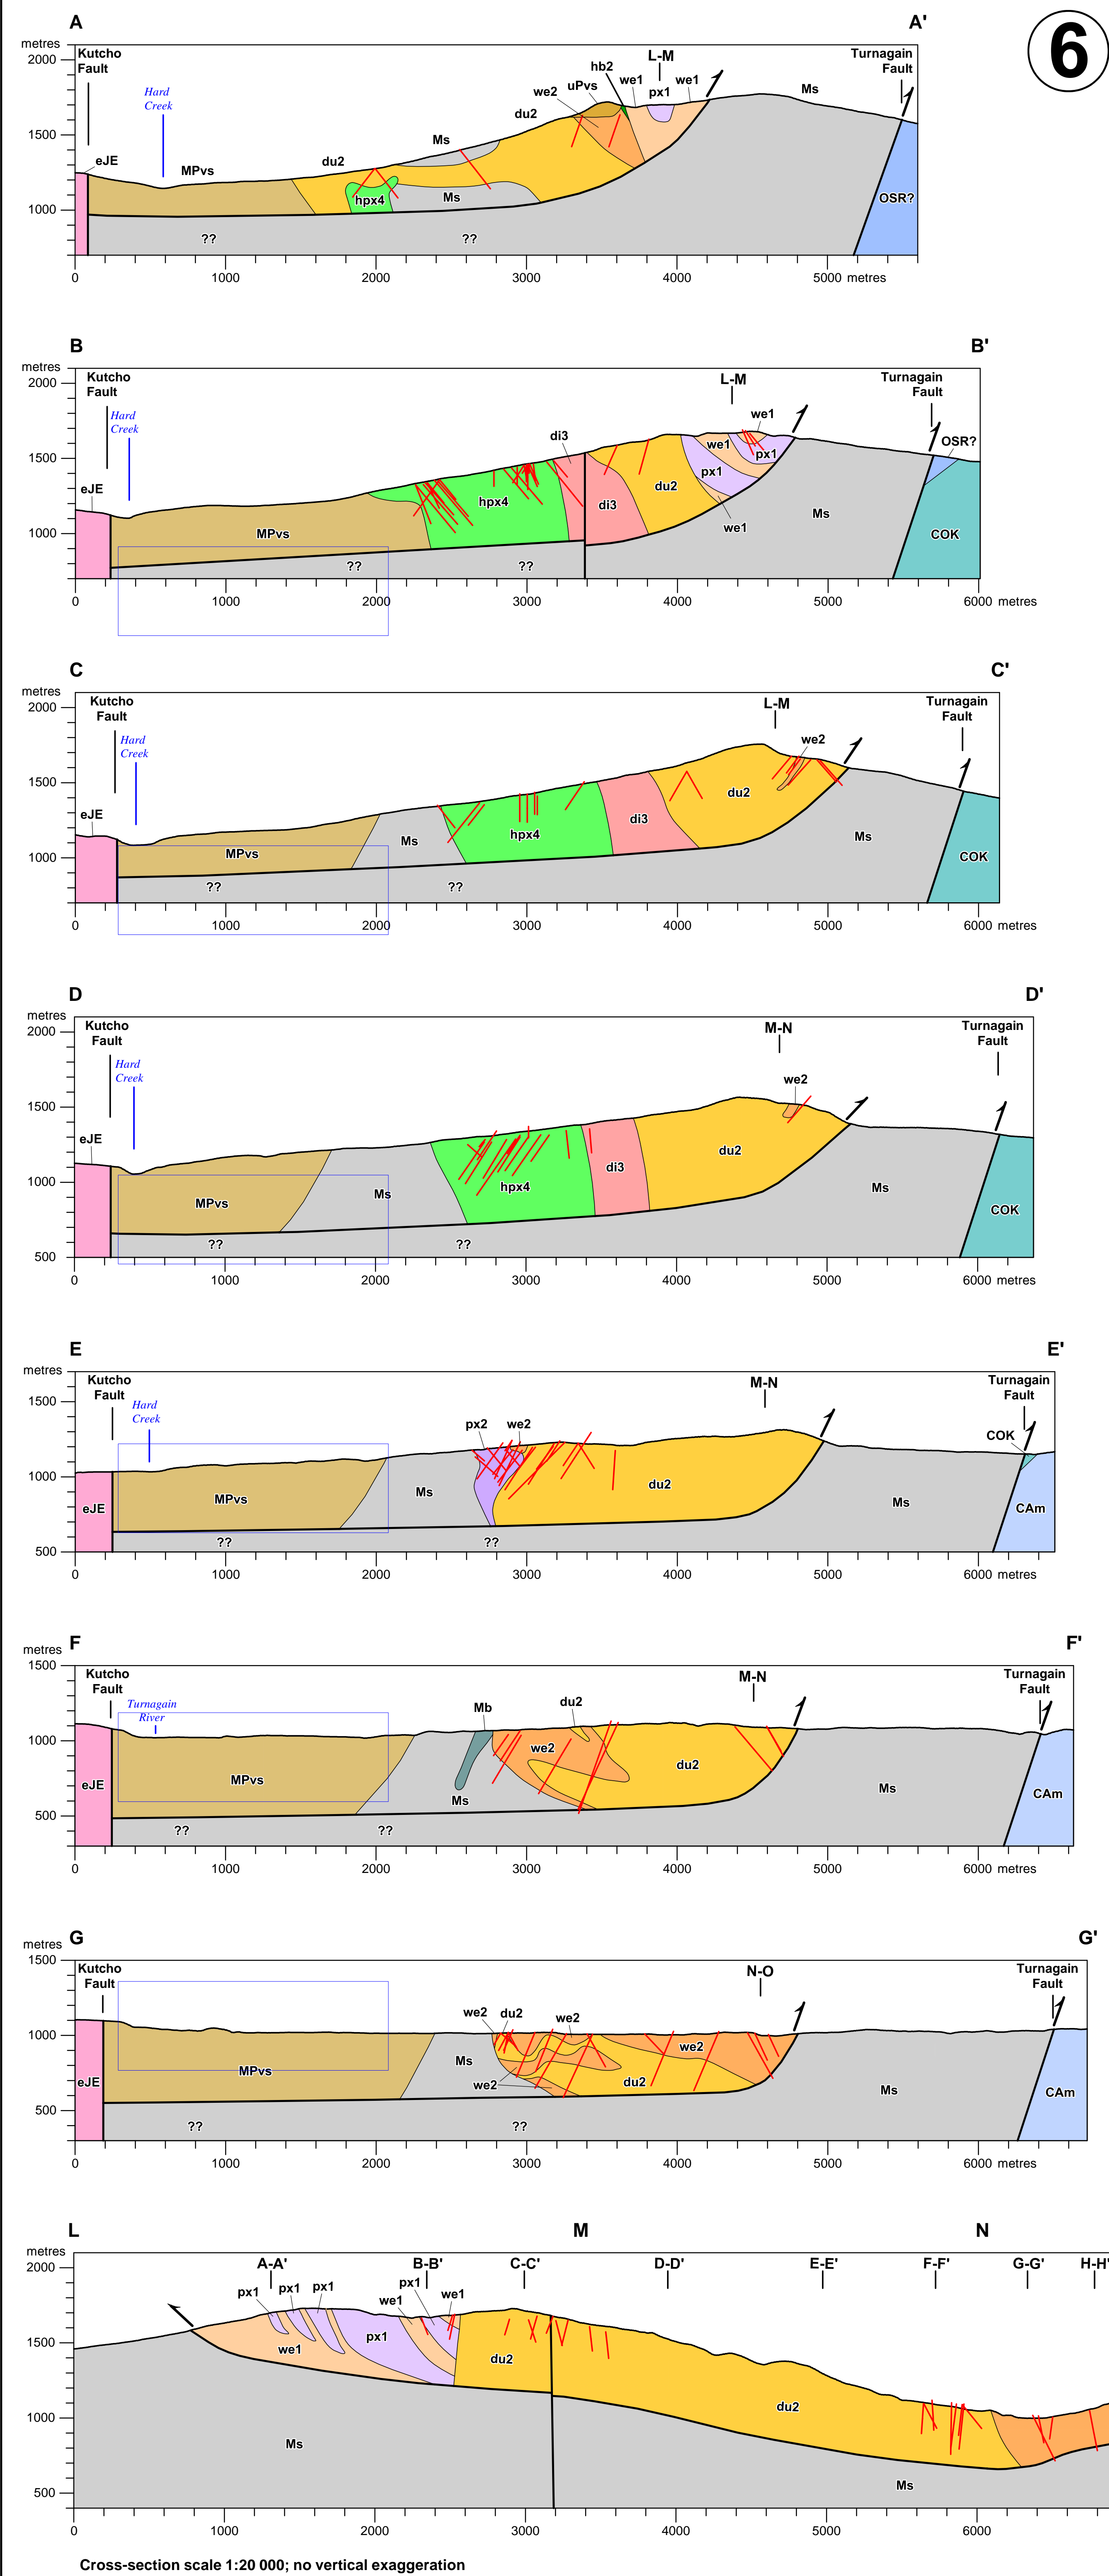 6
A A'
metres
2000
1500
1000
Kutcho
Fault
Hard
Creek
eJE
MPvs
du2
hpx4
Ms
Ms
du2
we2
uPvs
hb2
we1
L-M
px1
we1
Ms
Turnagain
Fault
OSR?
?? ??
0 1000 2000 3000 4000 5000 metres
B B'
metres
2000
1500
1000
Kutcho
Fault
Hard
Creek
eJE
MPvs
hpx4
di3
di3
du2
L-M
we1
we1
px1
px1
we1
Ms
Turnagain
Fault
OSR?
COK
?? ??
0 1000 2000 3000 4000 5000 6000 metres
C C'
metres
2000
1500
1000
Kutcho
Fault
Hard
Creek
eJE
MPvs
Ms
hpx4
di3
du2
L-M
we2
Ms
Turnagain
Fault
COK
?? ??
0 1000 2000 3000 4000 5000 6000 metres
D D'
metres
2000
1500
1000
500
Kutcho
Fault
Hard
Creek
eJE
MPvs
Ms
hpx4
di3
du2
M-N
we2
Ms
Turnagain
Fault
COK
?? ??
0 1000 2000 3000 4000 5000 6000 metres
E E'
metres
1500
1000
500
Kutcho
Fault
Hard
Creek
eJE
MPvs
Ms
px2
we2
du2
M-N
Ms
Turnagain
Fault
COK
CAm
?? ??
0 1000 2000 3000 4000 5000 6000 metres
F F'
metres
1500
1000
500
Kutcho
Fault
Turnagain
River
eJE
MPvs
Mb
Ms
we2
du2
du2
M-N
Ms
Turnagain
Fault
CAm
?? ??
0 1000 2000 3000 4000 5000 6000 metres
G G'
metres
1500
1000
500
Kutcho
Fault
eJE
MPvs
Ms
we2
du2
we2
we2
du2
we2
N-O
Ms
Turnagain
Fault
CAm
?? ??
0 1000 2000 3000 4000 5000 6000 metres
L M N
metres
2000
1500
1000
500
A-A' B-B' C-C' D-D' E-E' F-F' G-G' H-H'
px1 px1 px1
we1
px1
we1
px1
we1
du2
du2
Ms
Ms
0 1000 2000 3000 4000 5000 6000
Cross-section scale 1:20 000; no vertical exaggeration